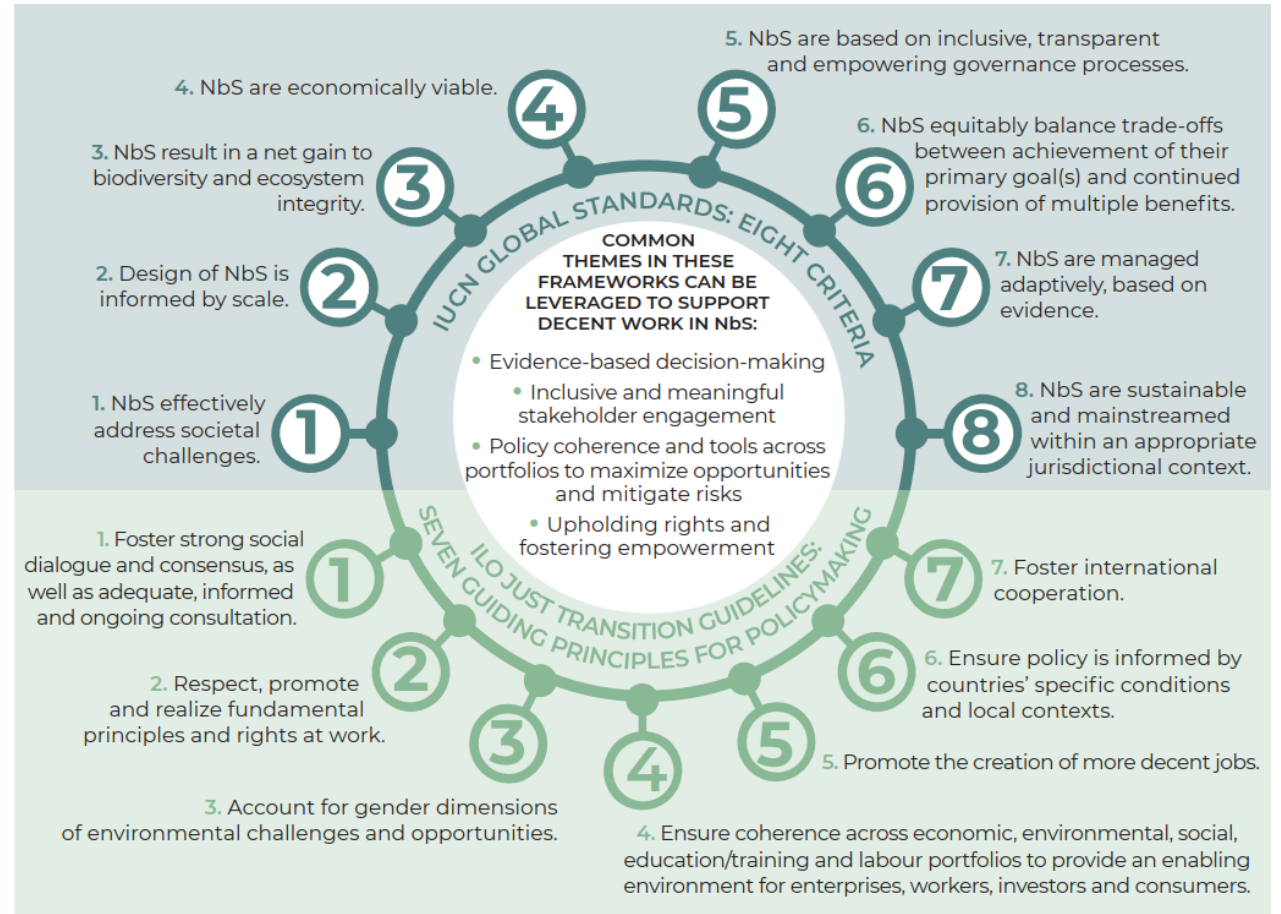 5. NbS are based on inclusive, transparent
and empowering governance processes.
4. NbS are economically viable.
4
5
6. NbS equitably balance trade-offs
between achievement of their
primary goal(s) and continued
provision of multiple benefits.
3. NbS result in a net gain to
biodiversity and ecosystem
integrity.
3
6
IUCN GLOBAL STANDARDS: EIGHT CRITERIA
2. Design of NbS is
informed by scale.
2
7
7. NbS are managed
adaptively, based on
evidence.
1. NbS effectively
address societal
challenges.
1
8
8. NbS are sustainable
and mainstreamed
within an appropriate
jurisdictional context.
COMMON
THEMES IN THESE
FRAMEWORKS CAN BE
LEVERAGED TO SUPPORT
DECENT WORK IN NbS:
• Evidence-based decision-making
• Inclusive and meaningful
stakeholder engagement
• Policy coherence and tools across
portfolios to maximize opportunities
and mitigate risks
• Upholding rights and
fostering empowerment
ILO JUST TRANSITION GUIDELINES:
SEVEN GUIDING PRINCIPLES FOR POLICYMAKING
1. Foster strong social
dialogue and consensus, as
well as adequate, informed
and ongoing consultation.
1
7
7. Foster international
cooperation.
2. Respect, promote
and realize fundamental
principles and rights at work.
2
6
6. Ensure policy is informed by
countries' specific conditions
and local contexts.
3
4
5
5. Promote the creation of more decent jobs.
3. Account for gender dimensions
of environmental challenges and opportunities.
4. Ensure coherence across economic, environmental, social,
education/training and labour portfolios to provide an enabling
environment for enterprises, workers, investors and consumers.